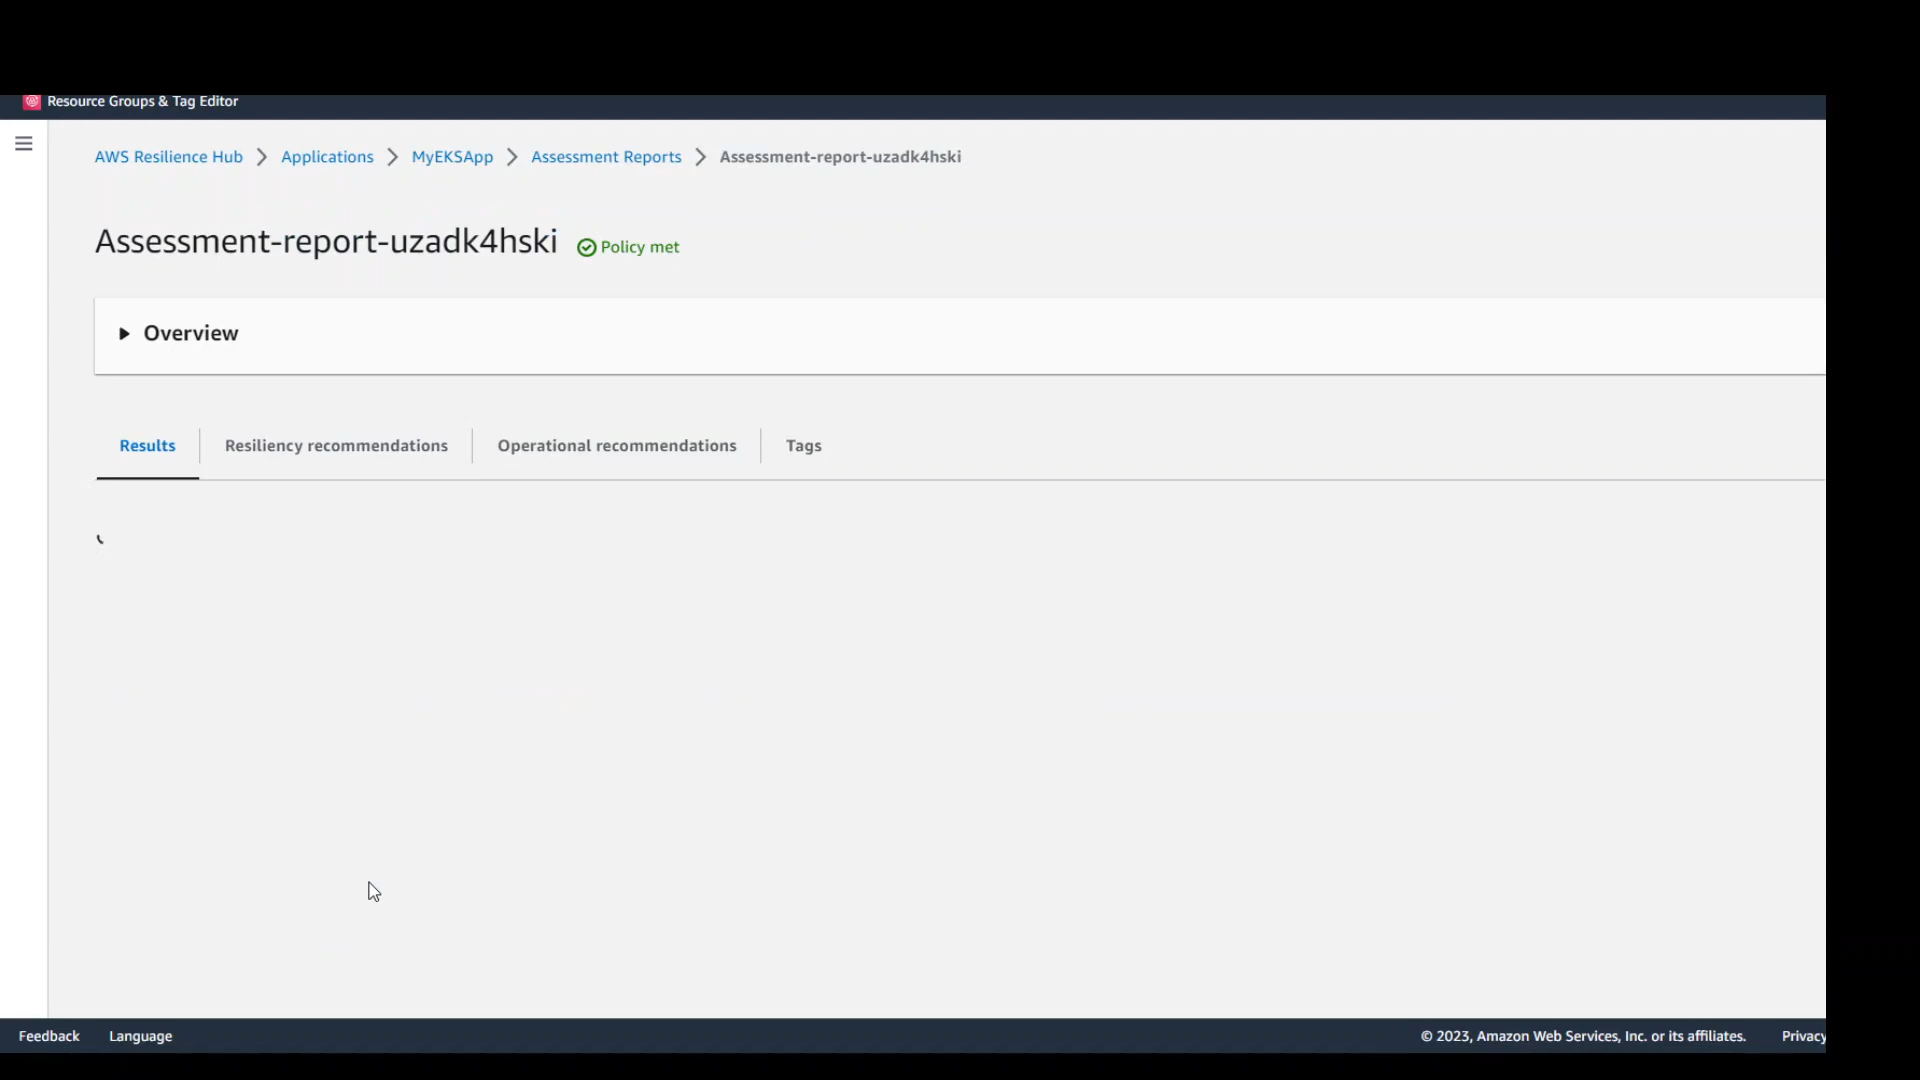 Resource Groups & Tag Editor
AWS Resilience Hub > Applications > MyEKSApp > Assessment Reports > Assessment-report-uzadk4hski
Assessment-report-uzadk4hski Policy met
Overview
Results Resiliency recommendations Operational recommendations Tags
Feedback Language © 2023, Amazon Web Services, Inc. or its affiliates. Privacy